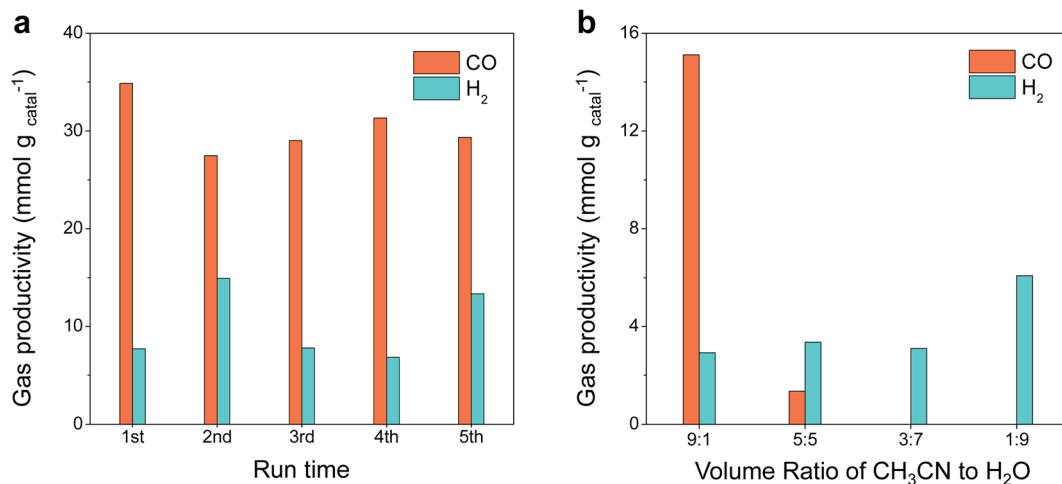 a
40
30
20
10
0
Gas productivity (mmol g catal⁻¹)
CO
H₂
1st 2nd 3rd 4th 5th
Run time
b
16
12
8
4
0
Gas productivity (mmol g catal⁻¹)
CO
H₂
9:1 5:5 3:7 1:9
Volume Ratio of CH₃CN to H₂O